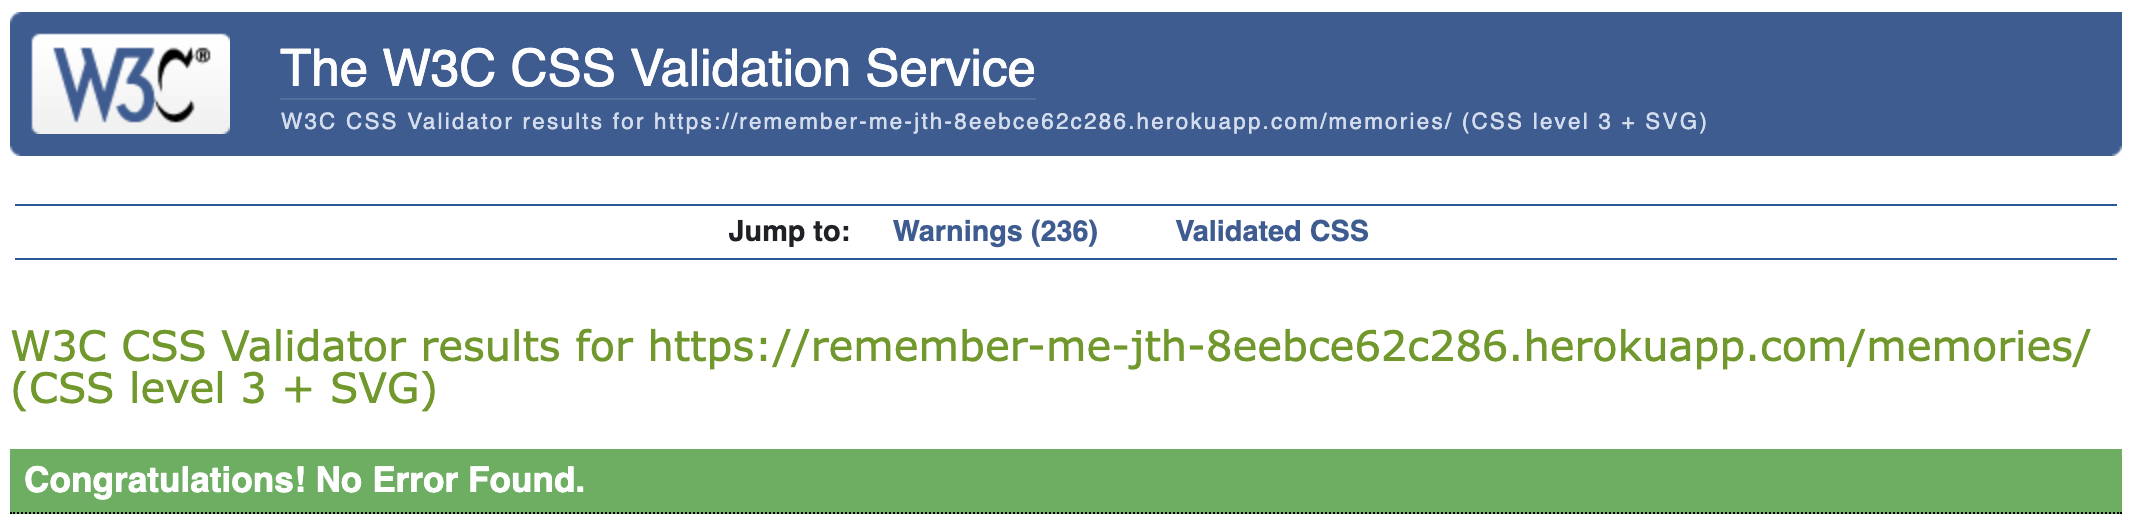 W3C®
The W3C CSS Validation Service
W3C CSS Validator results for https://remember-me-jth-8eebce62c286.herokuapp.com/memories/ (CSS level 3 + SVG)
Jump to: Warnings (236) Validated CSS
W3C CSS Validator results for https://remember-me-jth-8eebce62c286.herokuapp.com/memories/
(CSS level 3 + SVG)
Congratulations! No Error Found.